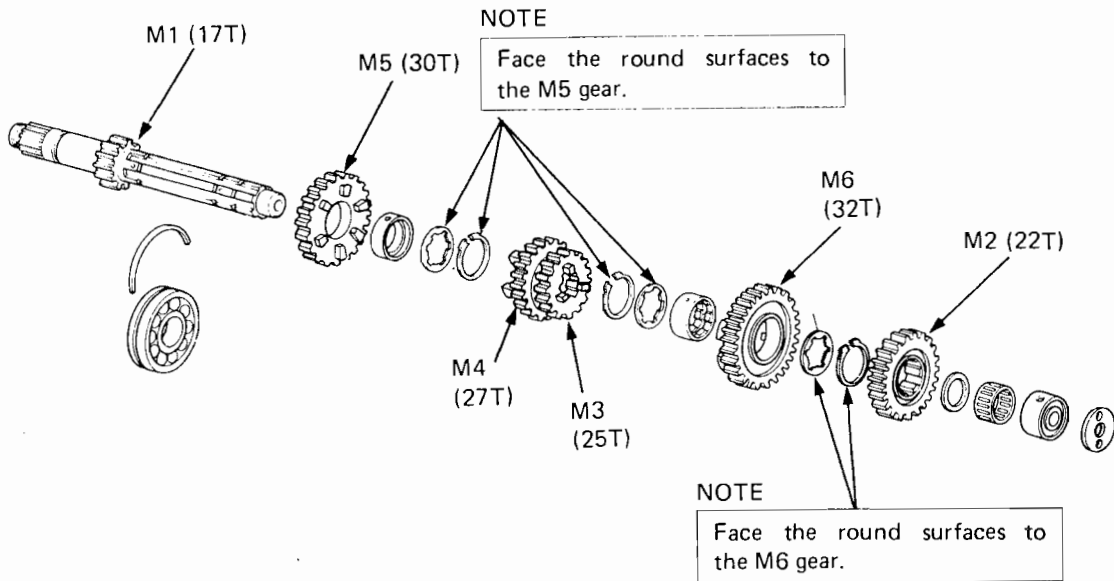 M1 (17T)
M5 (30T)
NOTE
Face the round surfaces to
the M5 gear.
M6
(32T)
M2 (22T)
M4
(27T)
M3
(25T)
NOTE
Face the round surfaces to
the M6 gear.